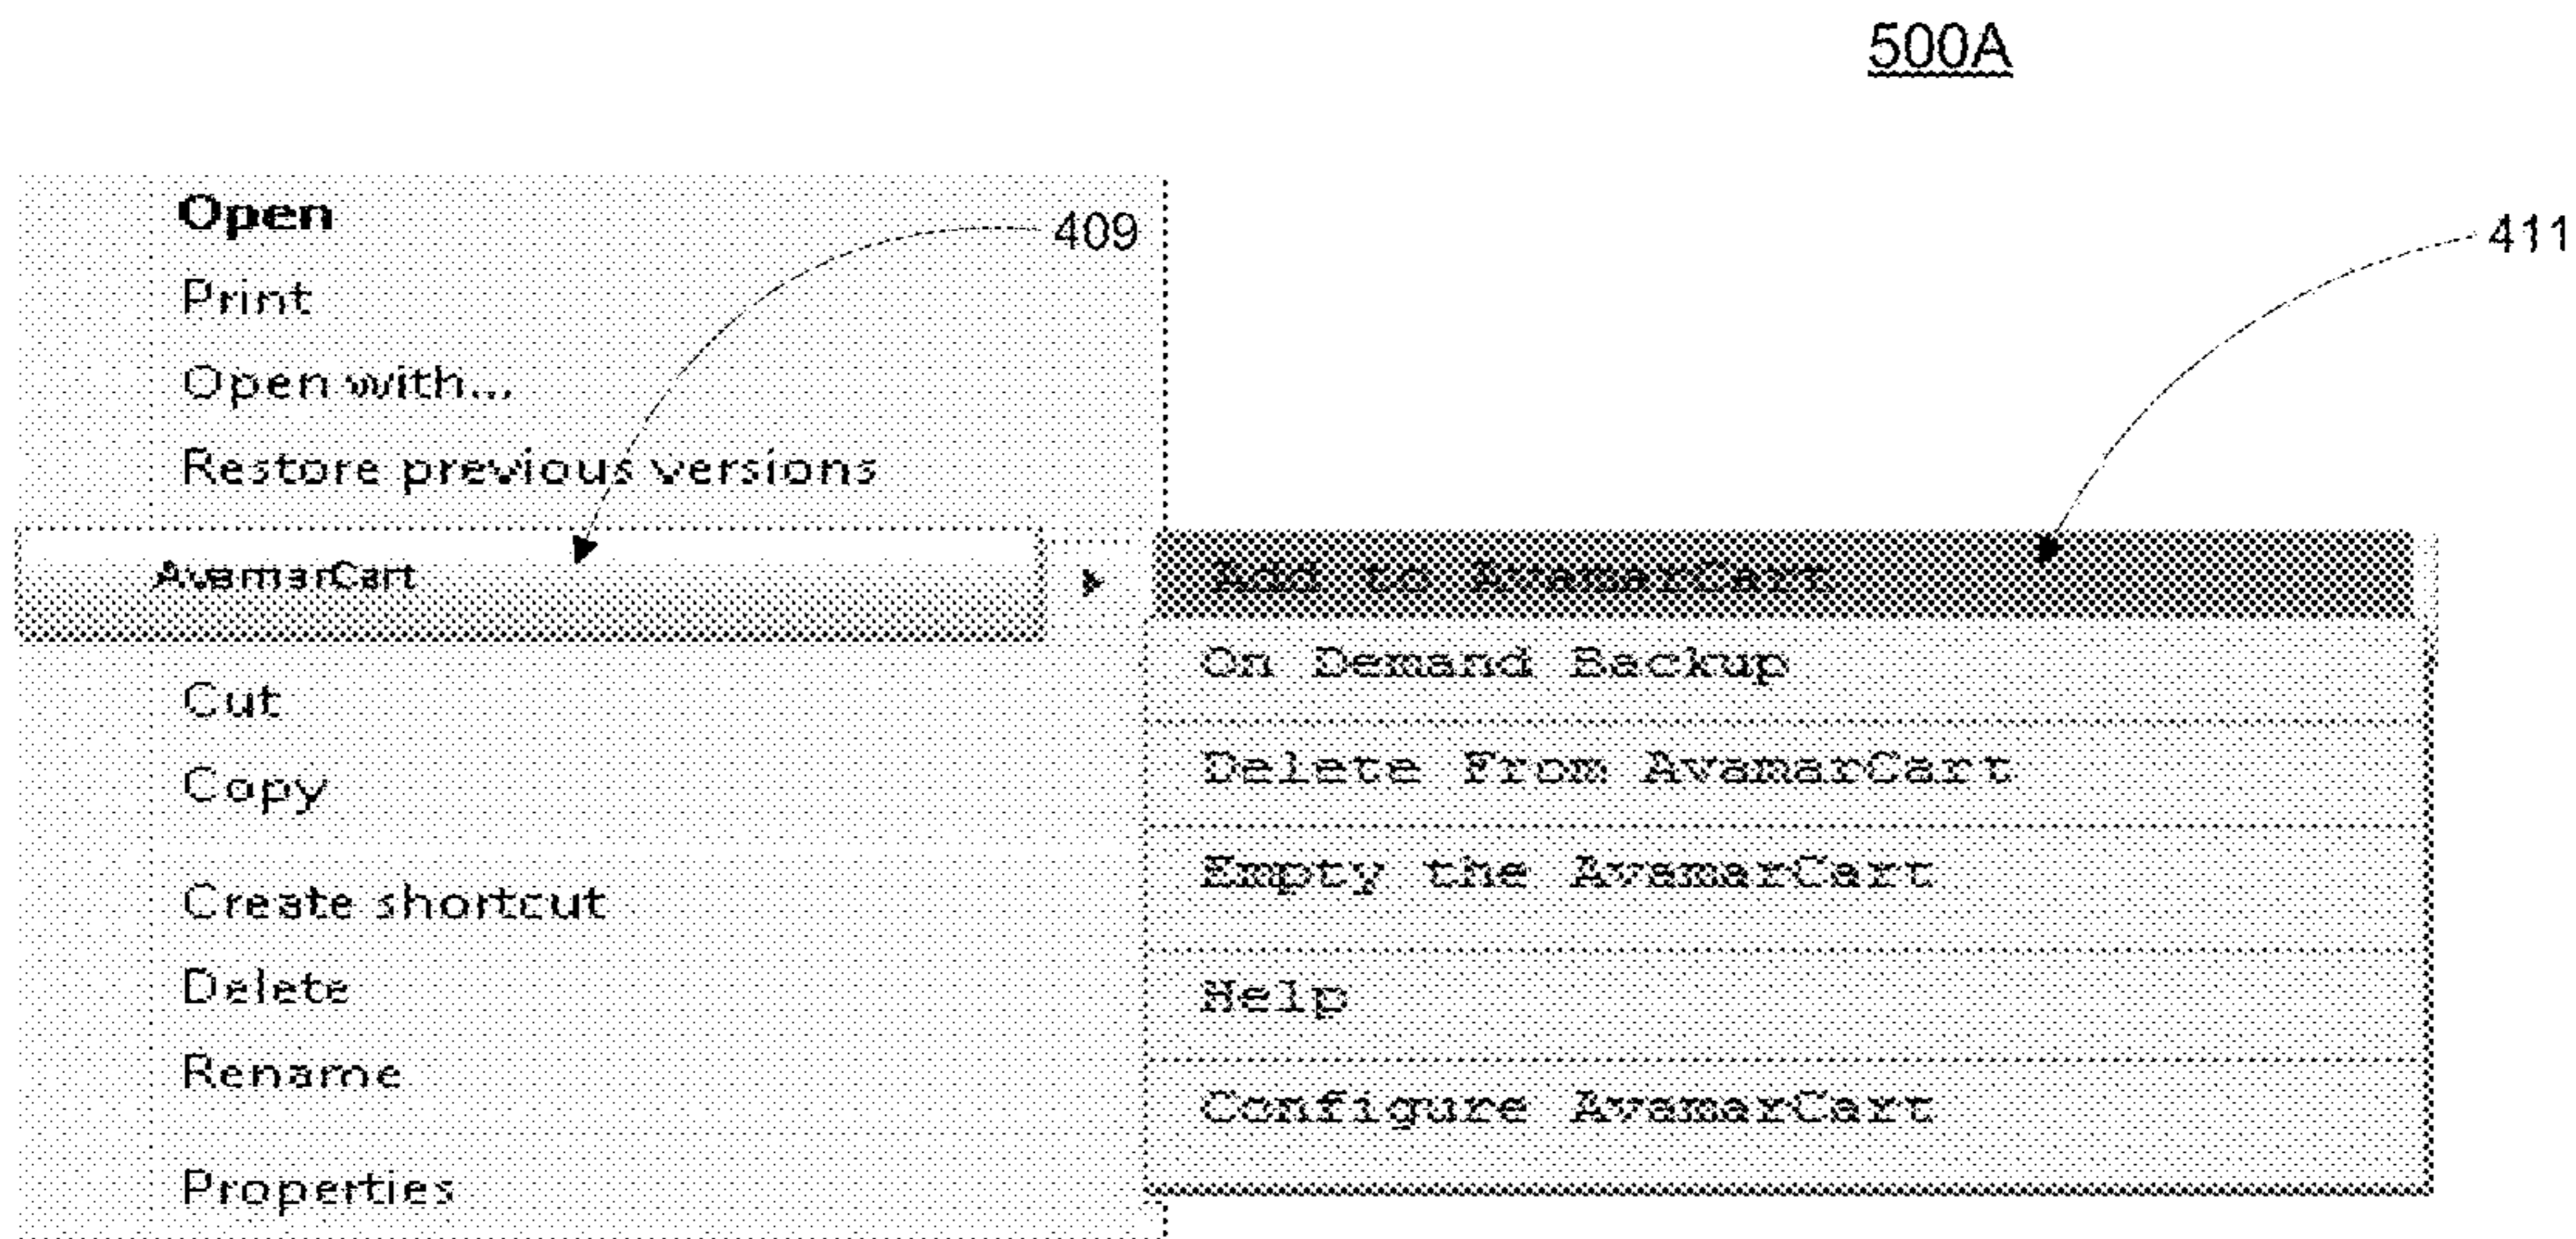 500A
Open
409
411
Print
Open with...
Restore previous versions
AvamarCart
Add to AvamarCart
On Demand Backup
Cut
Delete From AvamarCart
Copy
Empty the AvamarCart
Create shortcut
Delete
Help
Rename
Configure AvamarCart
Properties